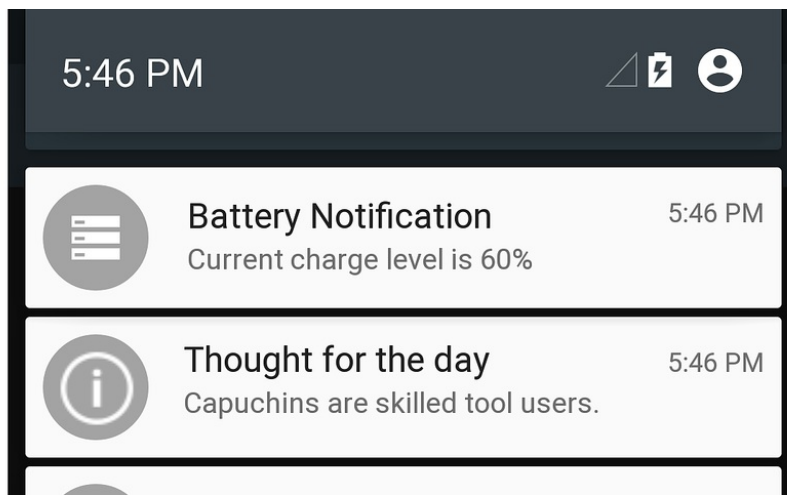 5:46 PM
Battery Notification
5:46 PM
Current charge level is 60%
Thought for the day
5:46 PM
Capuchins are skilled tool users.